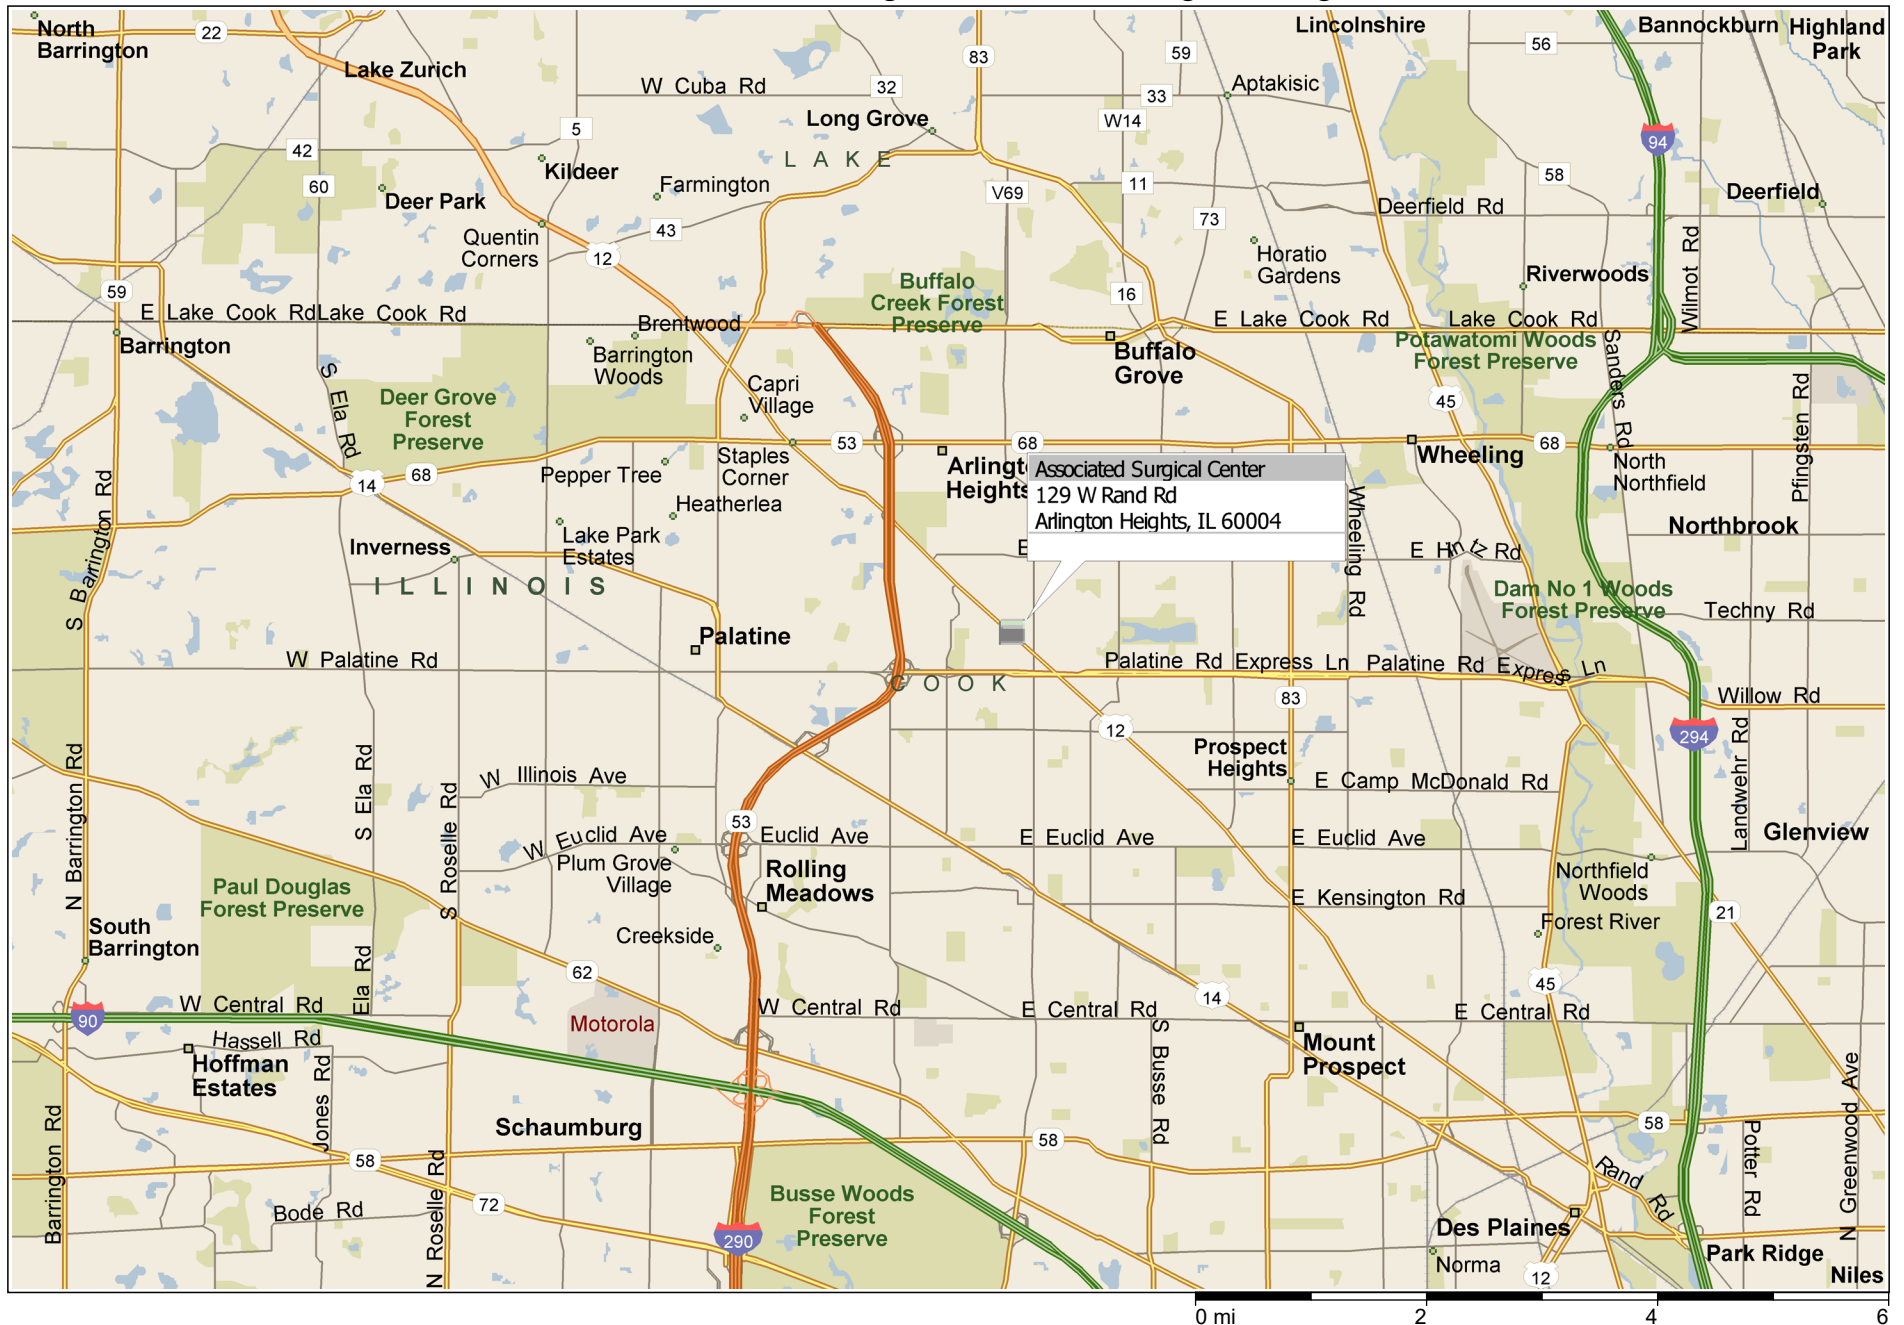 North
Barrington
22
Lake Zurich
W Cuba Rd
32
83
59
Aptakisic
33
Lincolnshire
56
Bannockburn
Highland
Park
5
Long Grove
W14
94
42
60
Kildeer
L A K E
Deer Park
Farmington
V69
11
58
Deerfield
Deerfield Rd
43
73
Quentin
Corners
12
Horatio
Gardens
Riverwoods
Wilmot Rd
59
Buffalo
Creek Forest
Preserve
16
E Lake Cook Rd
Lake Cook Rd
Brentwood
E Lake Cook Rd
Lake Cook Rd
Barrington
Barrington
Woods
Buffalo
Grove
Potawatomi Woods
Forest Preserve
Sanders Rd
Pfingsten Rd
S Ela Rd
Deer Grove
Forest
Preserve
Capri
Village
45
53
68
68
Wheeling
North
Northfield
14
68
Pepper Tree
Staples
Corner
Arlingt
Heights
Associated Surgical Center
129 W Rand Rd
Arlington Heights, IL 60004
E
Wheeling Rd
Heatherlea
Lake Park
Estates
Inverness
I L L I N O I S
S Barrington Rd
Northbrook
E Hintz Rd
Dam No 1 Woods
Forest Preserve
Techny Rd
Palatine
W Palatine Rd
C O O K
Palatine Rd Express Ln
Palatine Rd Express Ln
83
Willow Rd
12
294
Landwehr Rd
Prospect
Heights
N Barrington Rd
S Ela Rd
W Illinois Ave
S Roselle Rd
E Camp McDonald Rd
53
W Euclid Ave
Euclid Ave
E Euclid Ave
E Euclid Ave
Glenview
Plum Grove
Village
Rolling
Meadows
Northfield
Woods
Paul Douglas
Forest Preserve
E Kensington Rd
Forest River
21
South
Barrington
Creekside
62
Ela Rd
14
45
90
W Central Rd
W Central Rd
E Central Rd
E Central Rd
Motorola
Hassell Rd
Hoffman
Estates
Jones Rd
Mount
Prospect
S Busse Rd
N Greenwood Ave
Schaumburg
58
58
58
Barrington Rd
N Roselle Rd
Potter Rd
Rand Rd
72
Bode Rd
Busse Woods
Forest
Preserve
290
Des Plaines
Norma
12
Park Ridge
Niles
0 mi
2
4
6